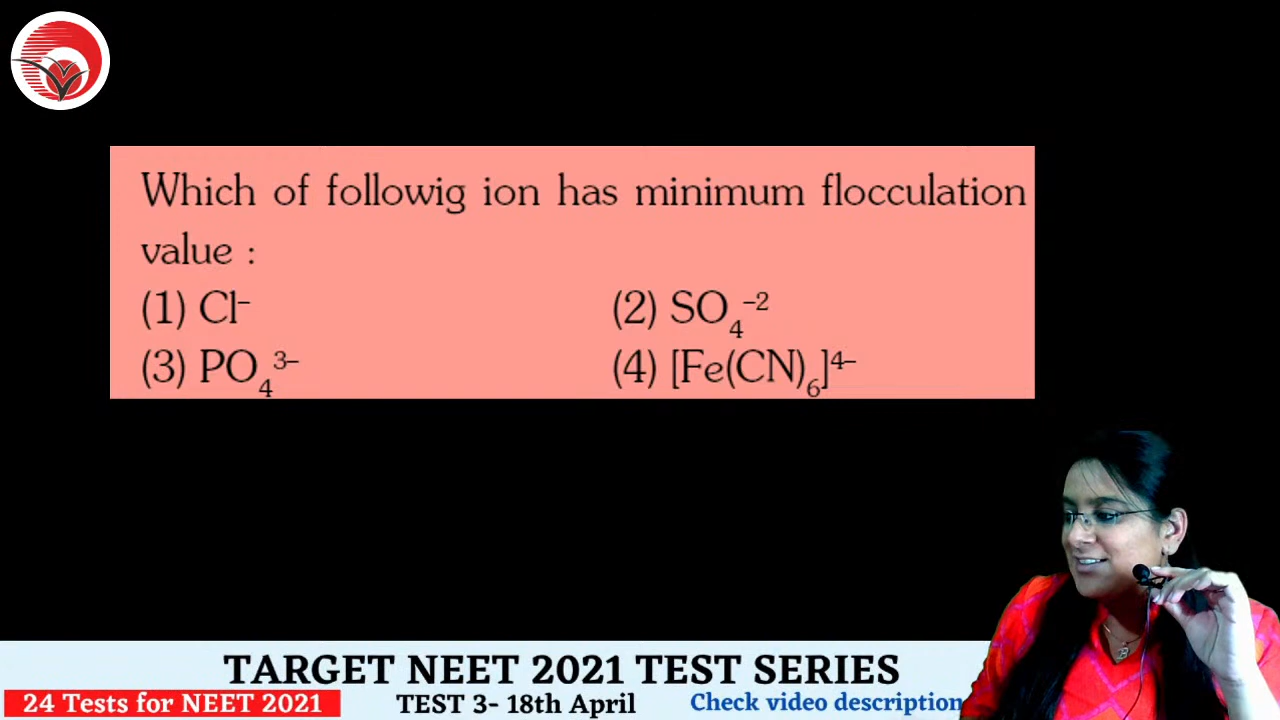 Which of followig ion has minimum flocculation
value :
(1) Cl⁻ (2) SO₄⁻²
(3) PO₄³⁻ (4) [Fe(CN)₆]⁴⁻
TARGET NEET 2021 TEST SERIES
24 Tests for NEET 2021 TEST 3- 18th April Check video description